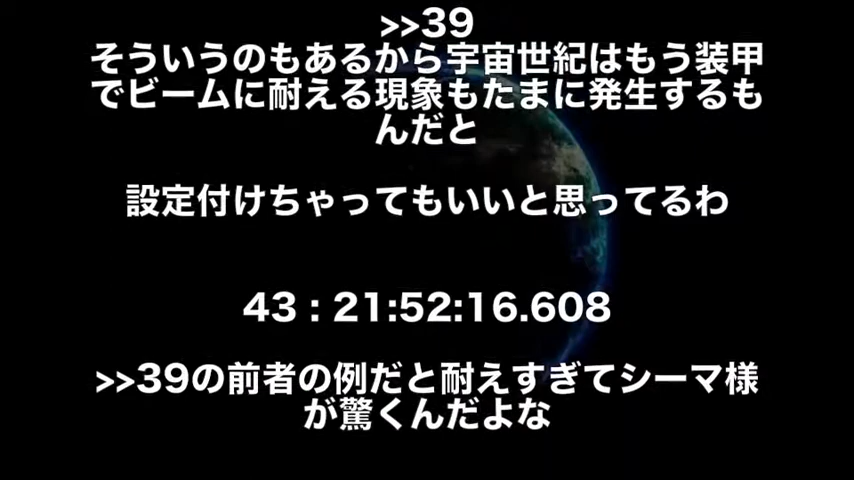 >>39
そういうのもあるから宇宙世紀はもう装甲
でビームに耐える現象もたまに発生するも
んだと
設定付けちゃってもいいと思ってるわ
43：21:52:16.608
>>39の前者の例だと耐えすぎてシーマ様
が驚くんだよな